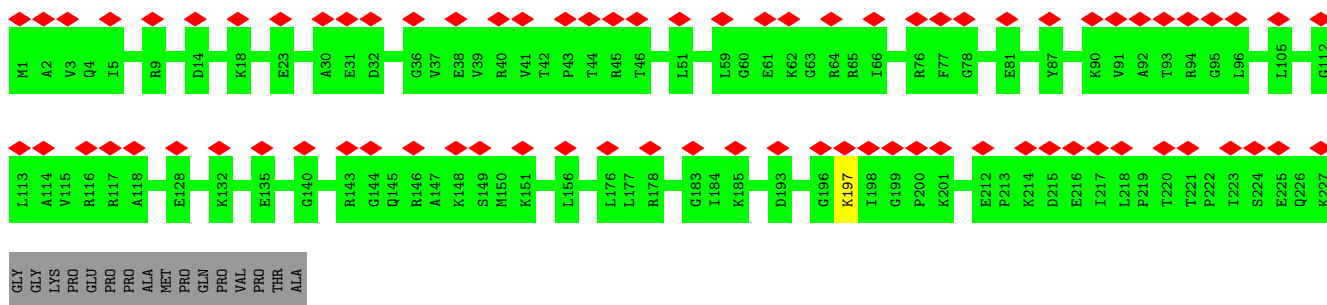 M1 A2 V3 Q4 I5 R9 D14 K18 E23 A30 E31 D32 G36 V37 E38 V39 R40 V41 T42 P43 T44 R45 T46 L51 L59 G60 E61 K62 G63 R64 R65 I66 R76 F77 G78 E81 Y87 K90 V91 A92 T93 R94 G95 L96 L105 G112
L113 A114 V115 R116 R117 A118 E128 K132 E135 G140 R143 G144 Q145 R146 A147 K148 S149 M150 K151 L156 L176 L177 R178 G183 I184 K185 D193 G196 K197 I198 G199 P200 K201 E212 P213 K214 D215 E216 I217 L218 P219 T220 T221 P222 I223 S224 E225 Q226 K227
GLY GLY LYS PRO GLU PRO PRO ALA MET PRO GLN PRO VAL PRO THR ALA